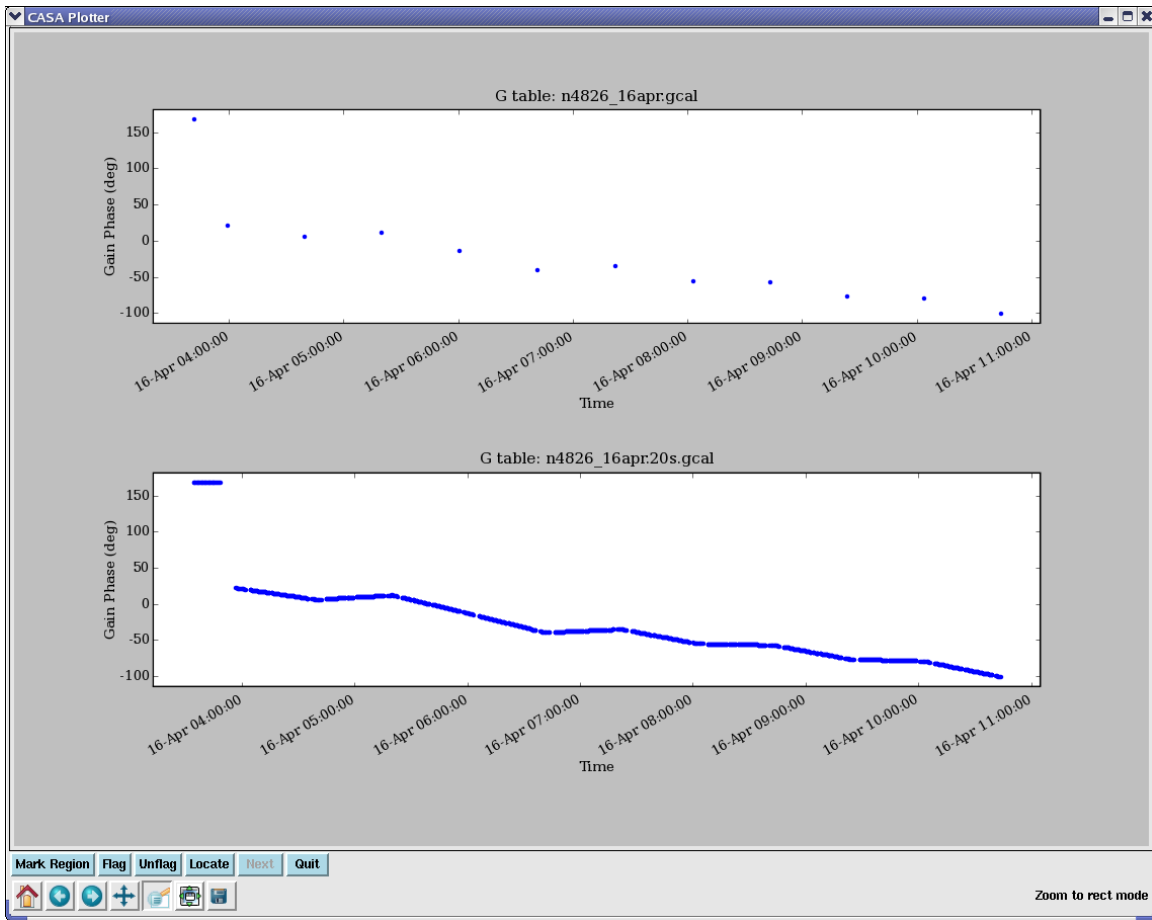 CASA Plotter
G table: n4826_16apr.gcal
Gain Phase (deg)
150
100
50
0
-50
-100
16-Apr 04:00:00
16-Apr 05:00:00
16-Apr 06:00:00
16-Apr 07:00:00
16-Apr 08:00:00
16-Apr 09:00:00
16-Apr 10:00:00
16-Apr 11:00:00
Time
G table: n4826_16apr.20s.gcal
Gain Phase (deg)
150
100
50
0
-50
-100
16-Apr 04:00:00
16-Apr 05:00:00
16-Apr 06:00:00
16-Apr 07:00:00
16-Apr 08:00:00
16-Apr 09:00:00
16-Apr 10:00:00
16-Apr 11:00:00
Time
Mark Region Flag Unflag Locate Next Quit
Zoom to rect mode